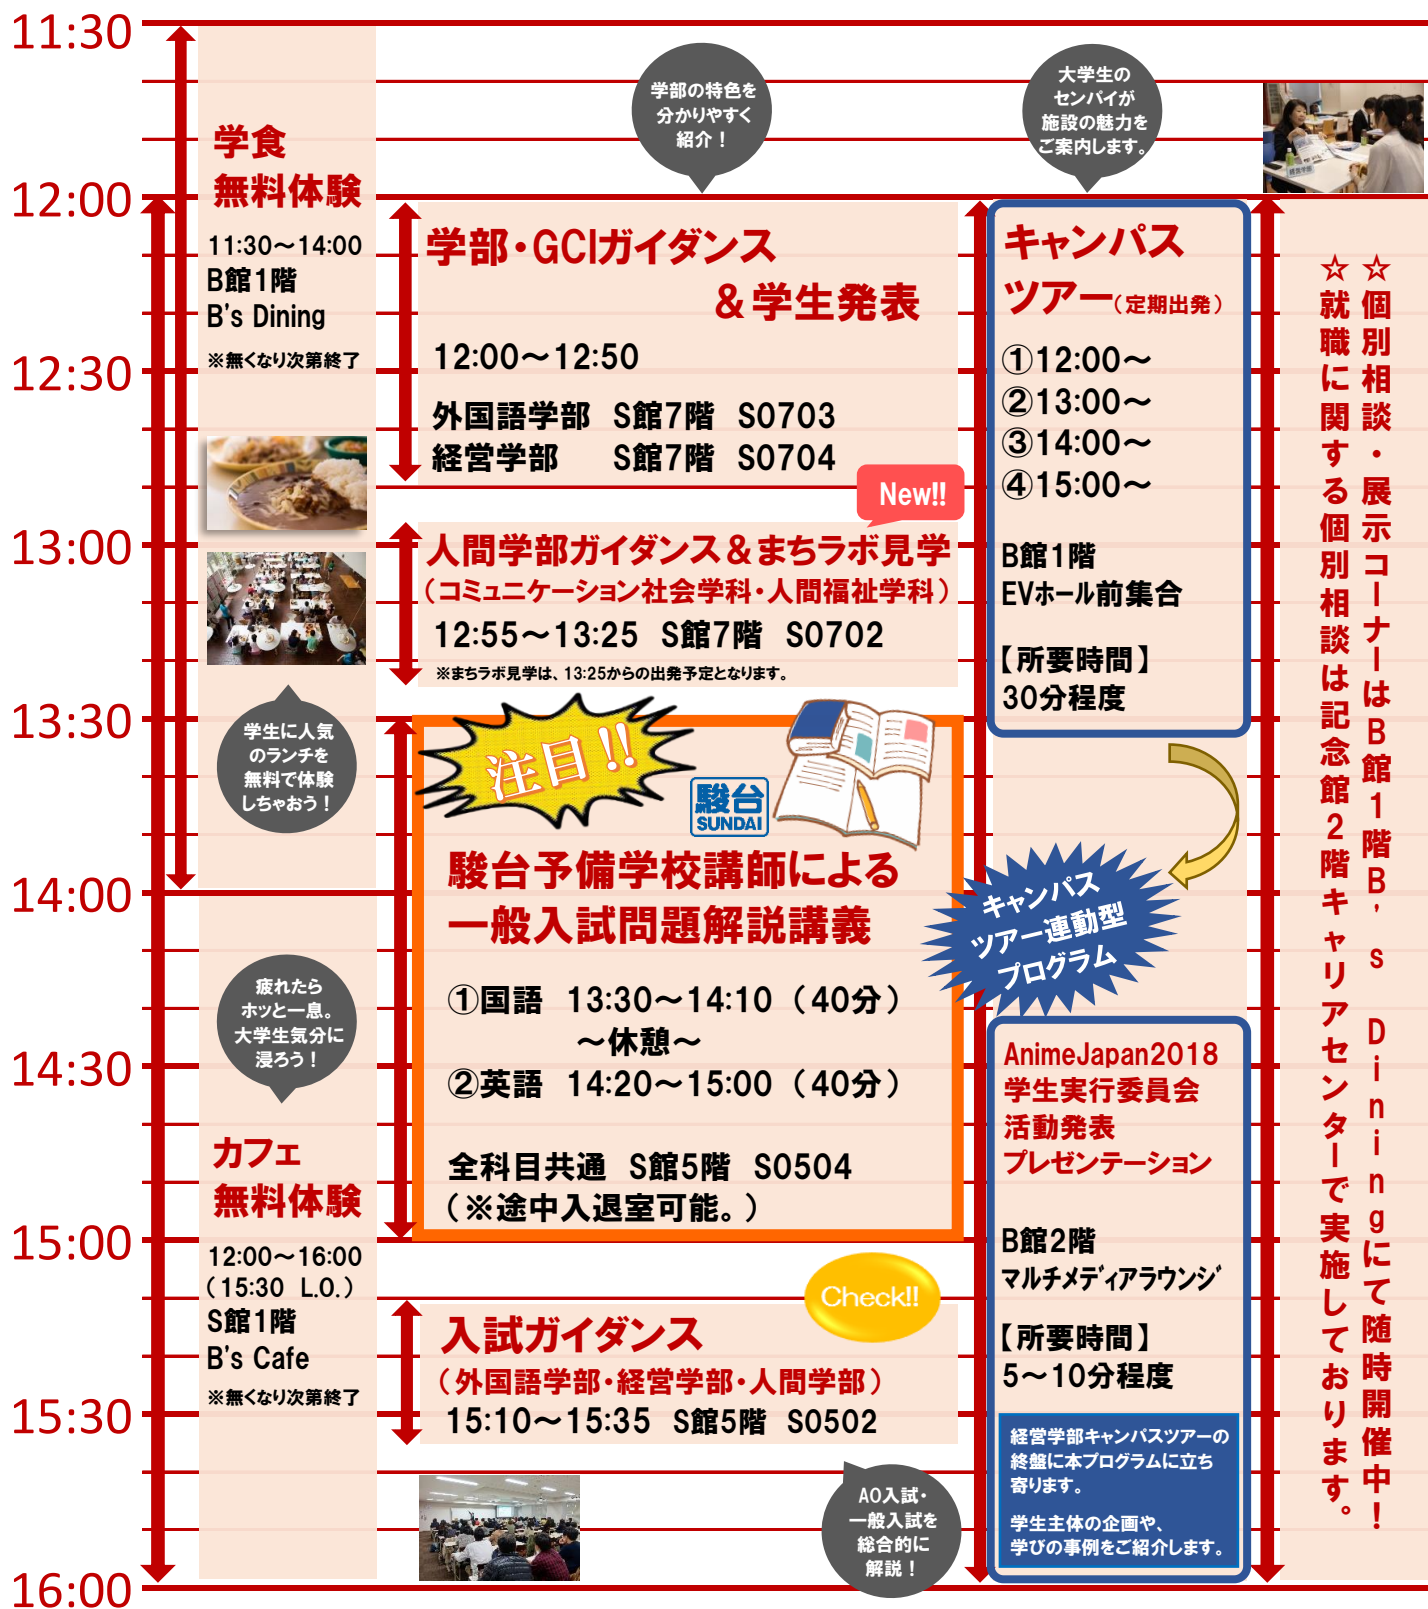 11:30
12:00
12:30
13:00
13:30
14:00
14:30
15:00
15:30
16:00
学食
無料体験
11:30～14:00
B館1階
B's Dining
※無くなり次第終了
学生に人気
のランチを
無料で体験
しちゃおう！
疲れたら
ホッと一息。
大学生気分に
浸ろう！
カフェ
無料体験
12:00～16:00
（15:30 L.O.）
S館1階
B's Cafe
※無くなり次第終了
学部の特色を
分かりやすく
紹介！
学部・GCIガイダンス
＆学生発表
12:00～12:50
外国語学部 S館7階 S0703
経営学部 S館7階 S0704
New!!
人間学部ガイダンス＆まちラボ見学
（コミュニケーション社会学科・人間福祉学科）
12:55～13:25 S館7階 S0702
※まちラボ見学は、13:25からの出発予定となります。
注目!!
駿台
SUNDAI
駿台予備学校講師による
一般入試問題解説講義
①国語 13:30～14:10（40分）
～休憩～
②英語 14:20～15:00（40分）
全科目共通 S館5階 S0504
（※途中入退室可能。）
Check!!
入試ガイダンス
（外国語学部・経営学部・人間学部）
15:10～15:35 S館5階 S0502
AO入試・
一般入試を
総合的に
解説！
大学生の
センパイが
施設の魅力を
ご案内します。
キャンパス
ツアー（定期出発）
①12:00～
②13:00～
③14:00～
④15:00～
B館1階
EVホール前集合
【所要時間】
30分程度
キャンパス
ツアー連動型
プログラム
AnimeJapan2018
学生実行委員会
活動発表
プレゼンテーション
B館2階
マルチメディアラウンジ
【所要時間】
5～10分程度
経営学部キャンパスツアーの
終盤に本プログラムに立ち
寄ります。
学生主体の企画や、
学びの事例をご紹介します。
☆個別相談・展示コーナーはB館1階B's Diningにて随時開催中！
☆就職に関する個別相談は記念館2階キャリアセンターで実施しております。